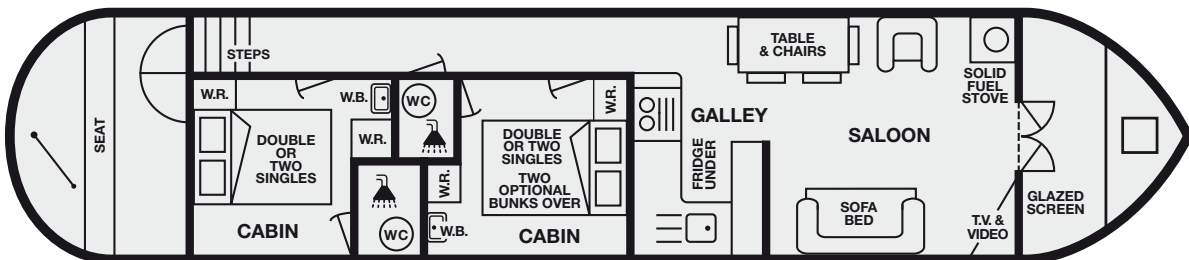 SEAT
STEPS
W.R.
DOUBLE
OR
TWO
SINGLES
CABIN
W.B.
W.R.
WC
WC
W.R.
W.B.
DOUBLE
OR TWO
SINGLES
TWO
OPTIONAL
BUNKS OVER
CABIN
W.R.
GALLEY
FRIDGE
UNDER
TABLE
& CHAIRS
SALOON
SOFA
BED
SOLID
FUEL
STOVE
T.V. &
VIDEO
GLAZED
SCREEN